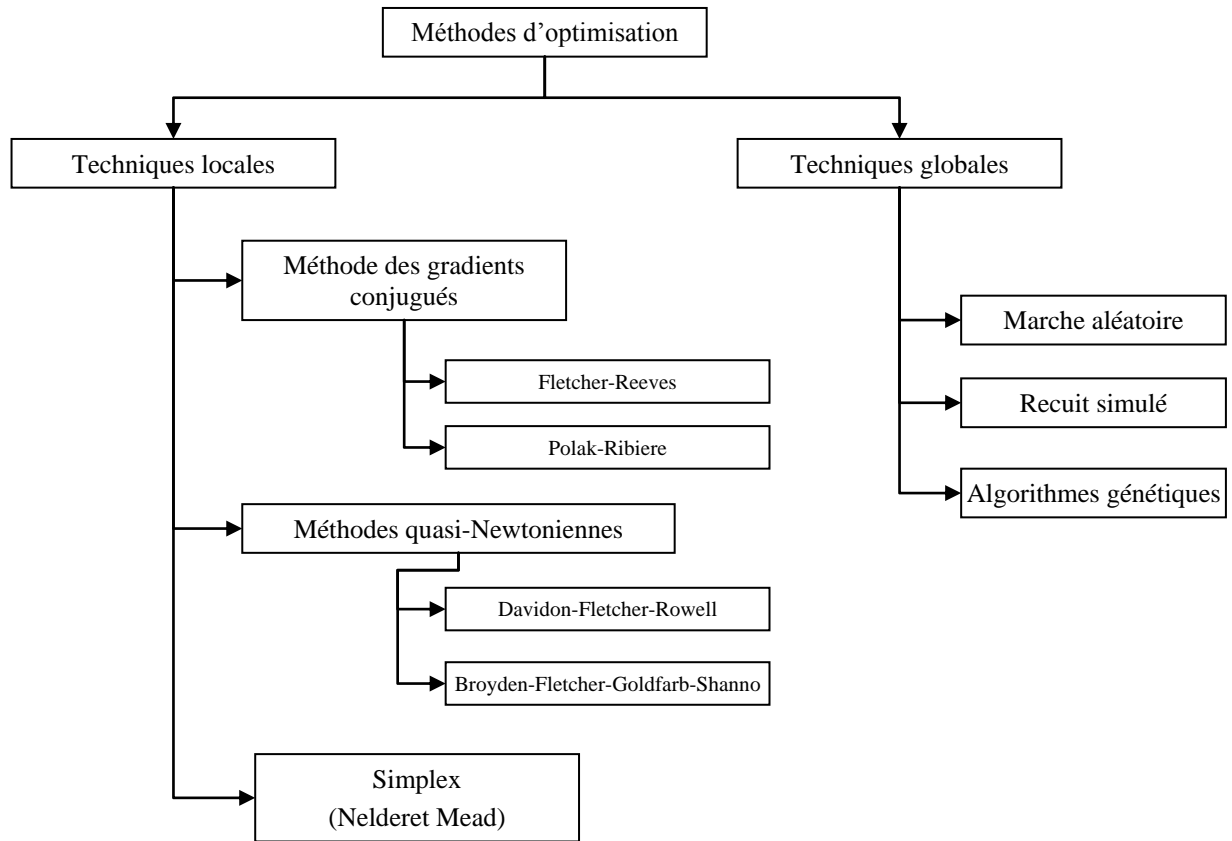 Méthodes d’optimisation
Techniques locales
Techniques globales
Méthode des gradients
conjugués
Fletcher-Reeves
Polak-Ribiere
Méthodes quasi-Newtoniennes
Davidon-Fletcher-Rowell
Broyden-Fletcher-Goldfarb-Shanno
Simplex
(Nelderet Mead)
Marche aléatoire
Recuit simulé
Algorithmes génétiques